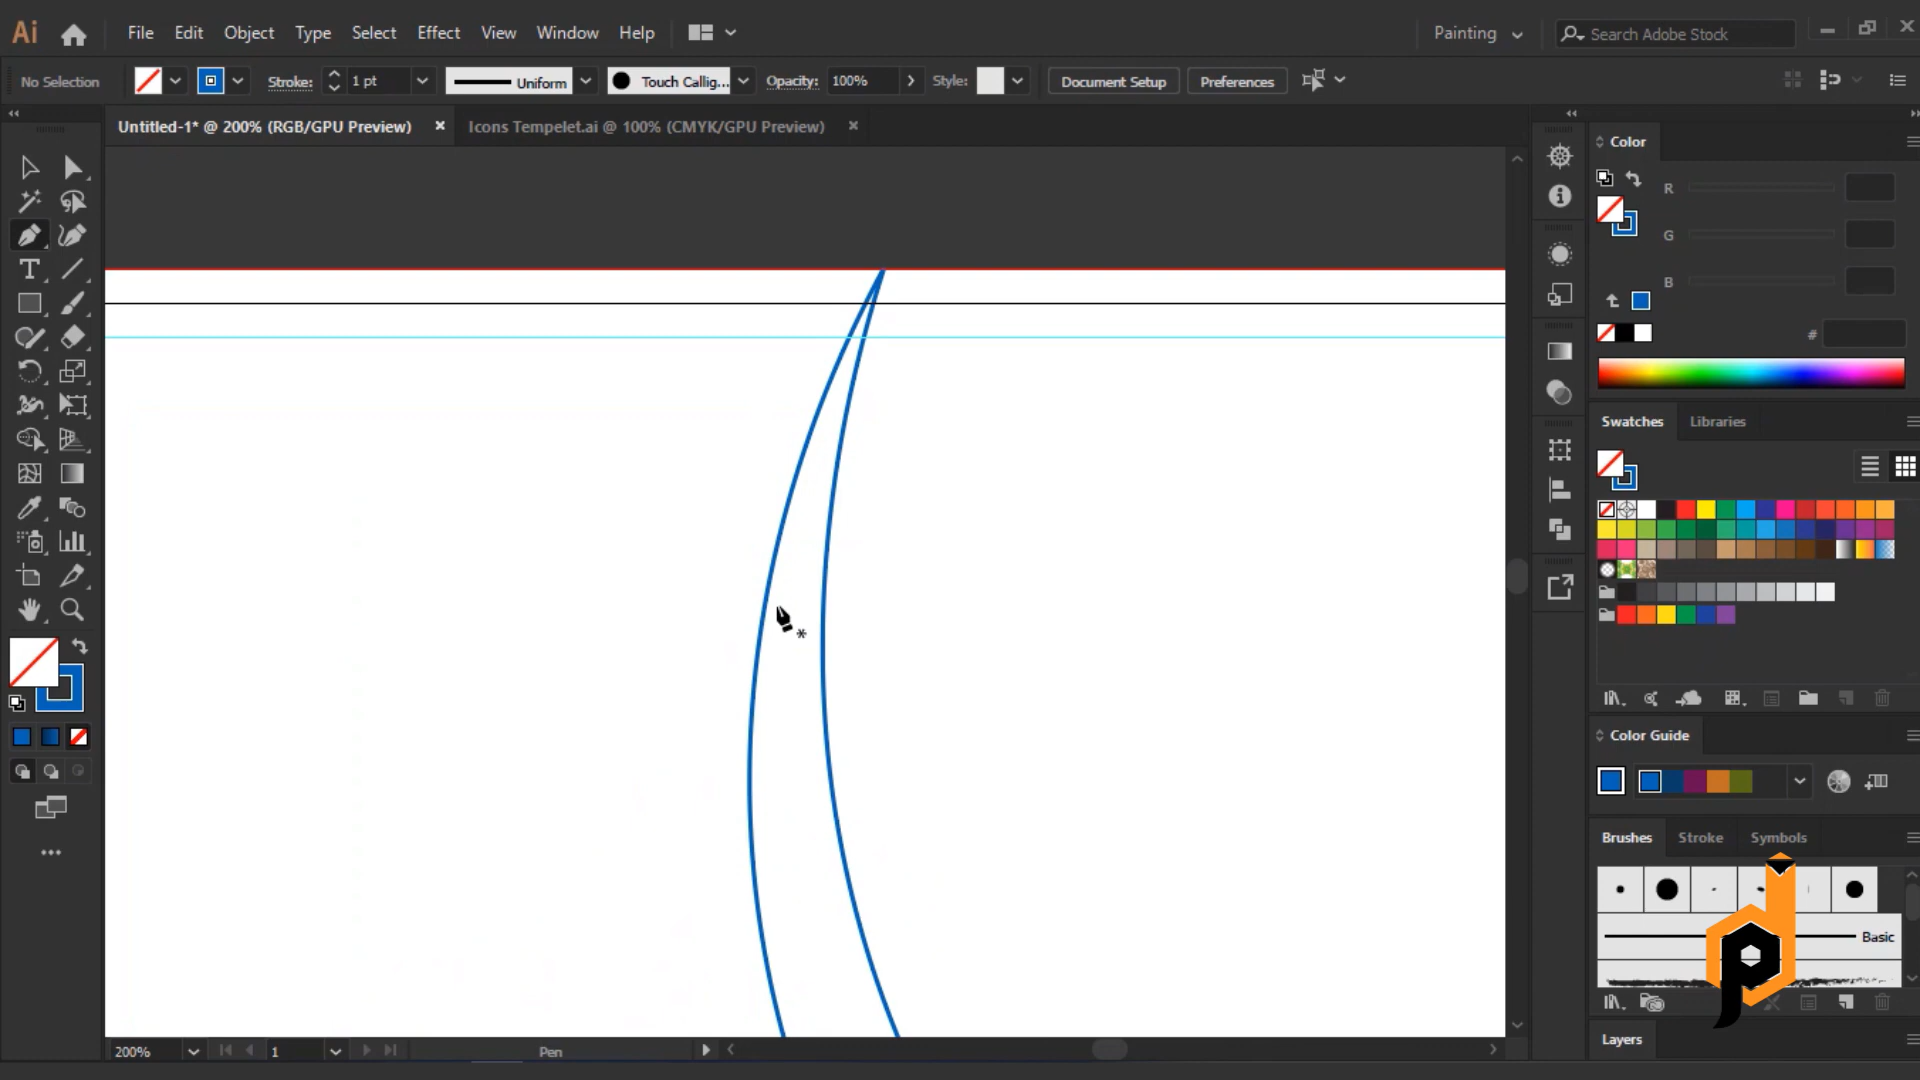 Ai File Edit Object Type Select Effect View Window Help Painting Search Adobe Stock
No Selection Stroke: 1 pt Uniform Touch Callig... Opacity: 100% Style: Document Setup Preferences
Untitled-1* @ 200% (RGB/GPU Preview) × Icons Tempelet.ai @ 100% (CMYK/GPU Preview) ×
Color
R
G
B
#
Swatches Libraries
Color Guide
Brushes Stroke Symbols
Basic
Layers
200% 1 Pen